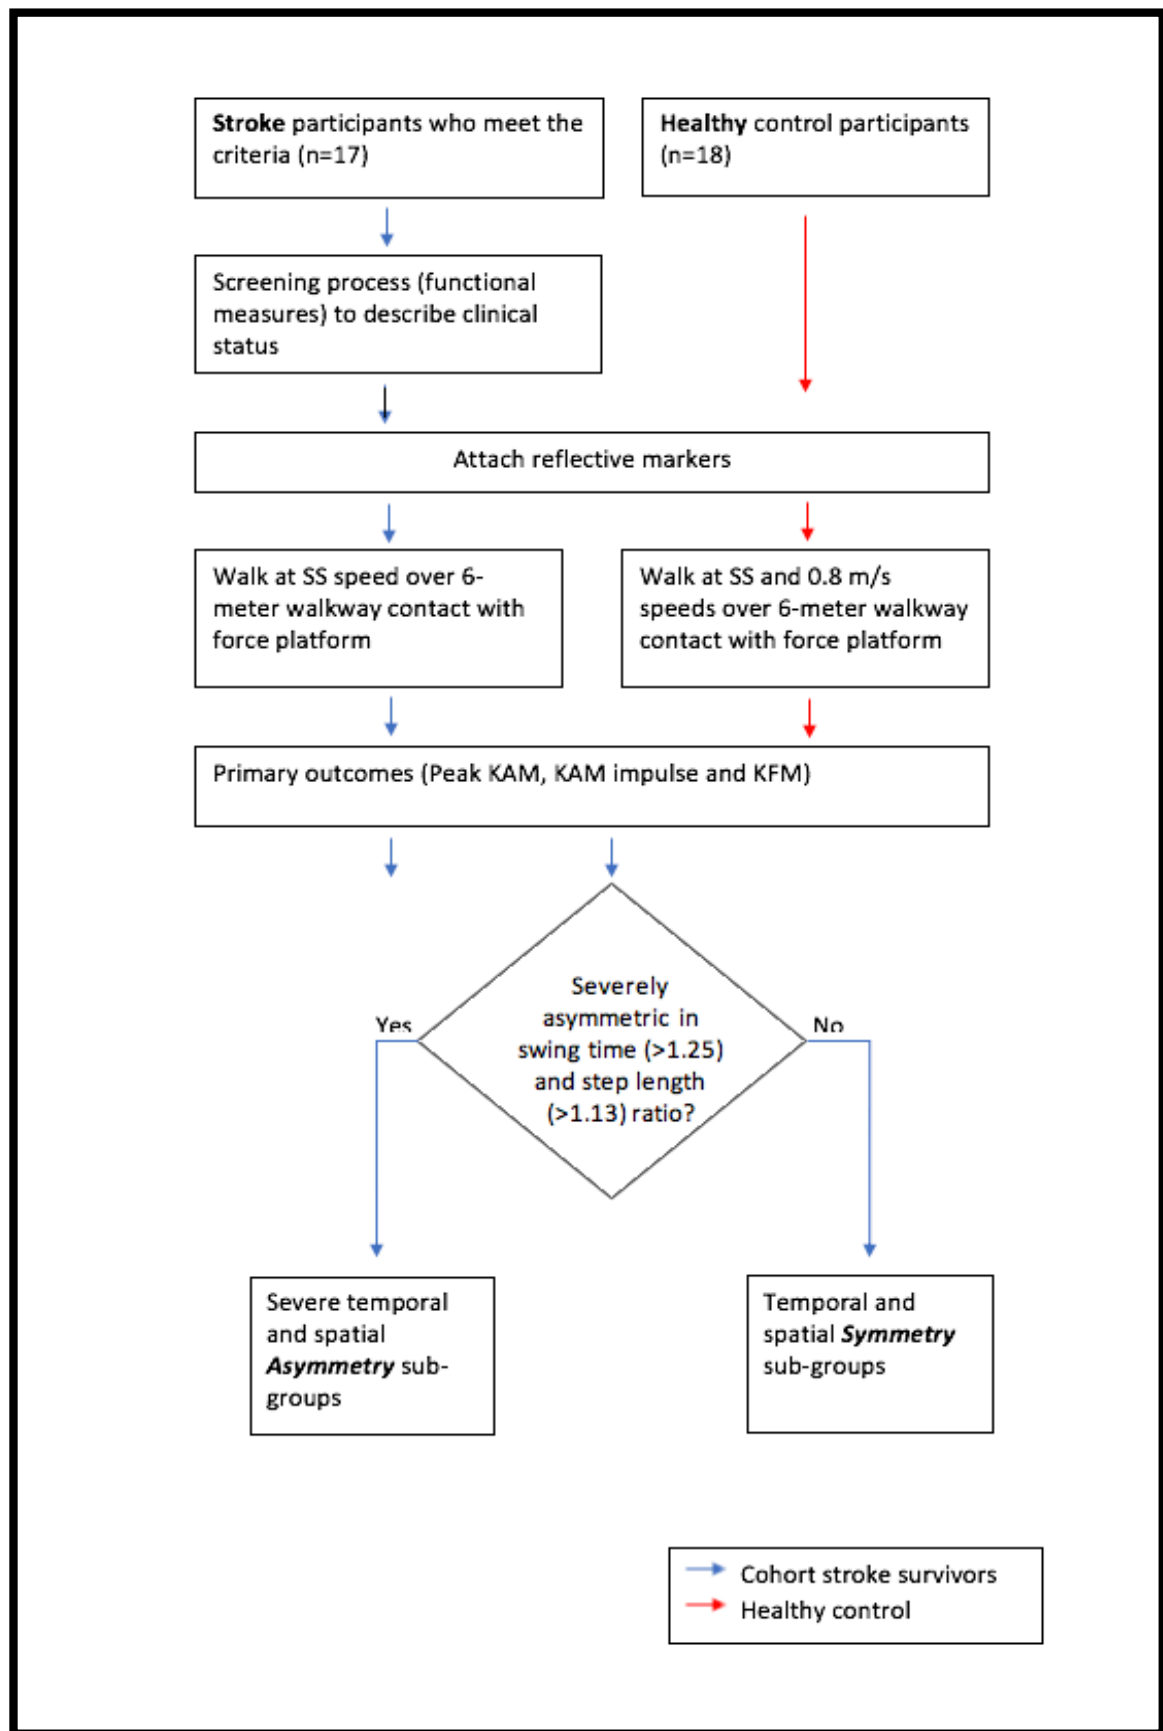 Stroke participants who meet the
criteria (n=17)
Healthy control participants
(n=18)
Screening process (functional
measures) to describe clinical
status
Attach reflective markers
Walk at SS speed over 6-
meter walkway contact with
force platform
Walk at SS and 0.8 m/s
speeds over 6-meter walkway
contact with force platform
Primary outcomes (Peak KAM, KAM impulse and KFM)
Severely
asymmetric in
swing time (>1.25)
and step length
(>1.13) ratio?
Yes
No
Severe temporal
and spatial
Asymmetry sub-
groups
Temporal and
spatial Symmetry
sub-groups
Cohort stroke survivors
Healthy control